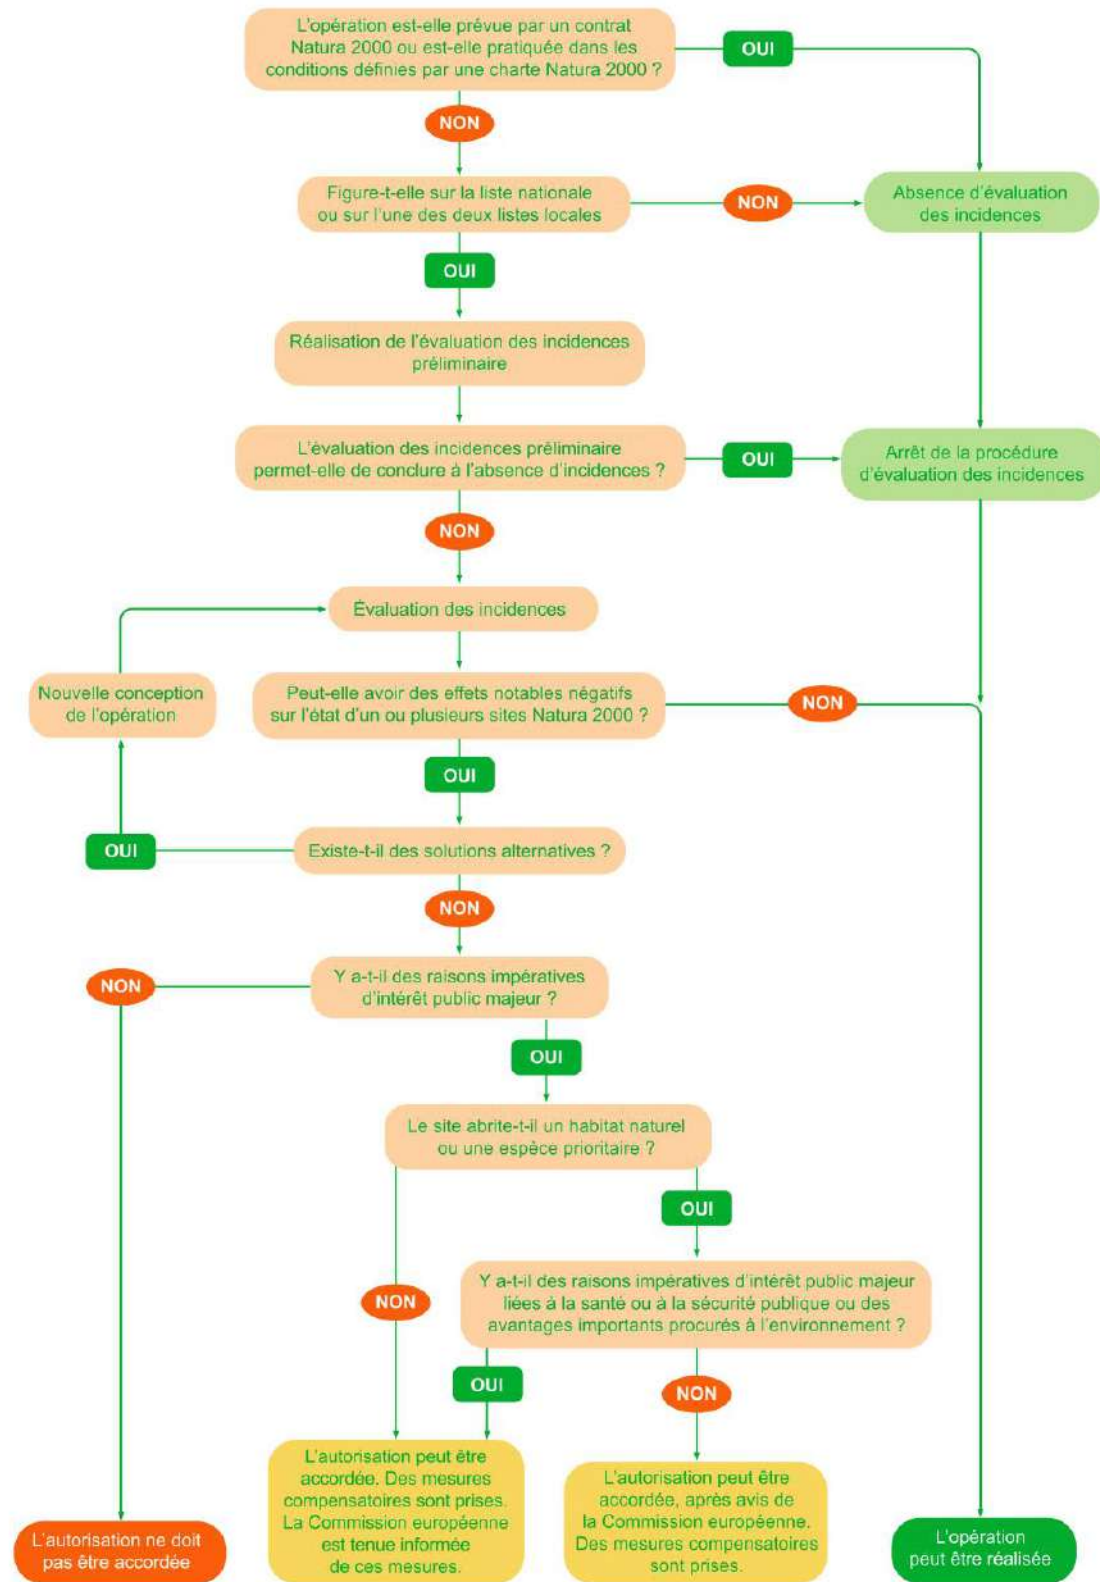 L'opération est-elle prévue par un contrat
Natura 2000 ou est-elle pratiquée dans les
conditions définies par une charte Natura 2000 ?
OUI
NON
Figure-t-elle sur la liste nationale
ou sur l'une des deux listes locales
NON
Absence d'évaluation
des incidences
OUI
Réalisation de l'évaluation des incidences
préliminaire
L'évaluation des incidences préliminaire
permet-elle de conclure à l'absence d'incidences ?
OUI
Arrêt de la procédure
d'évaluation des incidences
NON
Évaluation des incidences
Nouvelle conception
de l'opération
Peut-elle avoir des effets notables négatifs
sur l'état d'un ou plusieurs sites Natura 2000 ?
NON
OUI
OUI
Existe-t-il des solutions alternatives ?
NON
NON
Y a-t-il des raisons impératives
d'intérêt public majeur ?
OUI
Le site abrite-t-il un habitat naturel
ou une espèce prioritaire ?
OUI
NON
Y a-t-il des raisons impératives d'intérêt public majeur
liées à la santé ou à la sécurité publique ou des
avantages importants procurés à l'environnement ?
OUI
NON
L'autorisation ne doit
pas être accordée
L'autorisation peut être
accordée. Des mesures
compensatoires sont prises.
La Commission européenne
est tenue informée
de ces mesures.
L'autorisation peut être
accordée, après avis de
la Commission européenne.
Des mesures compensatoires
sont prises.
L'opération
peut être réalisée